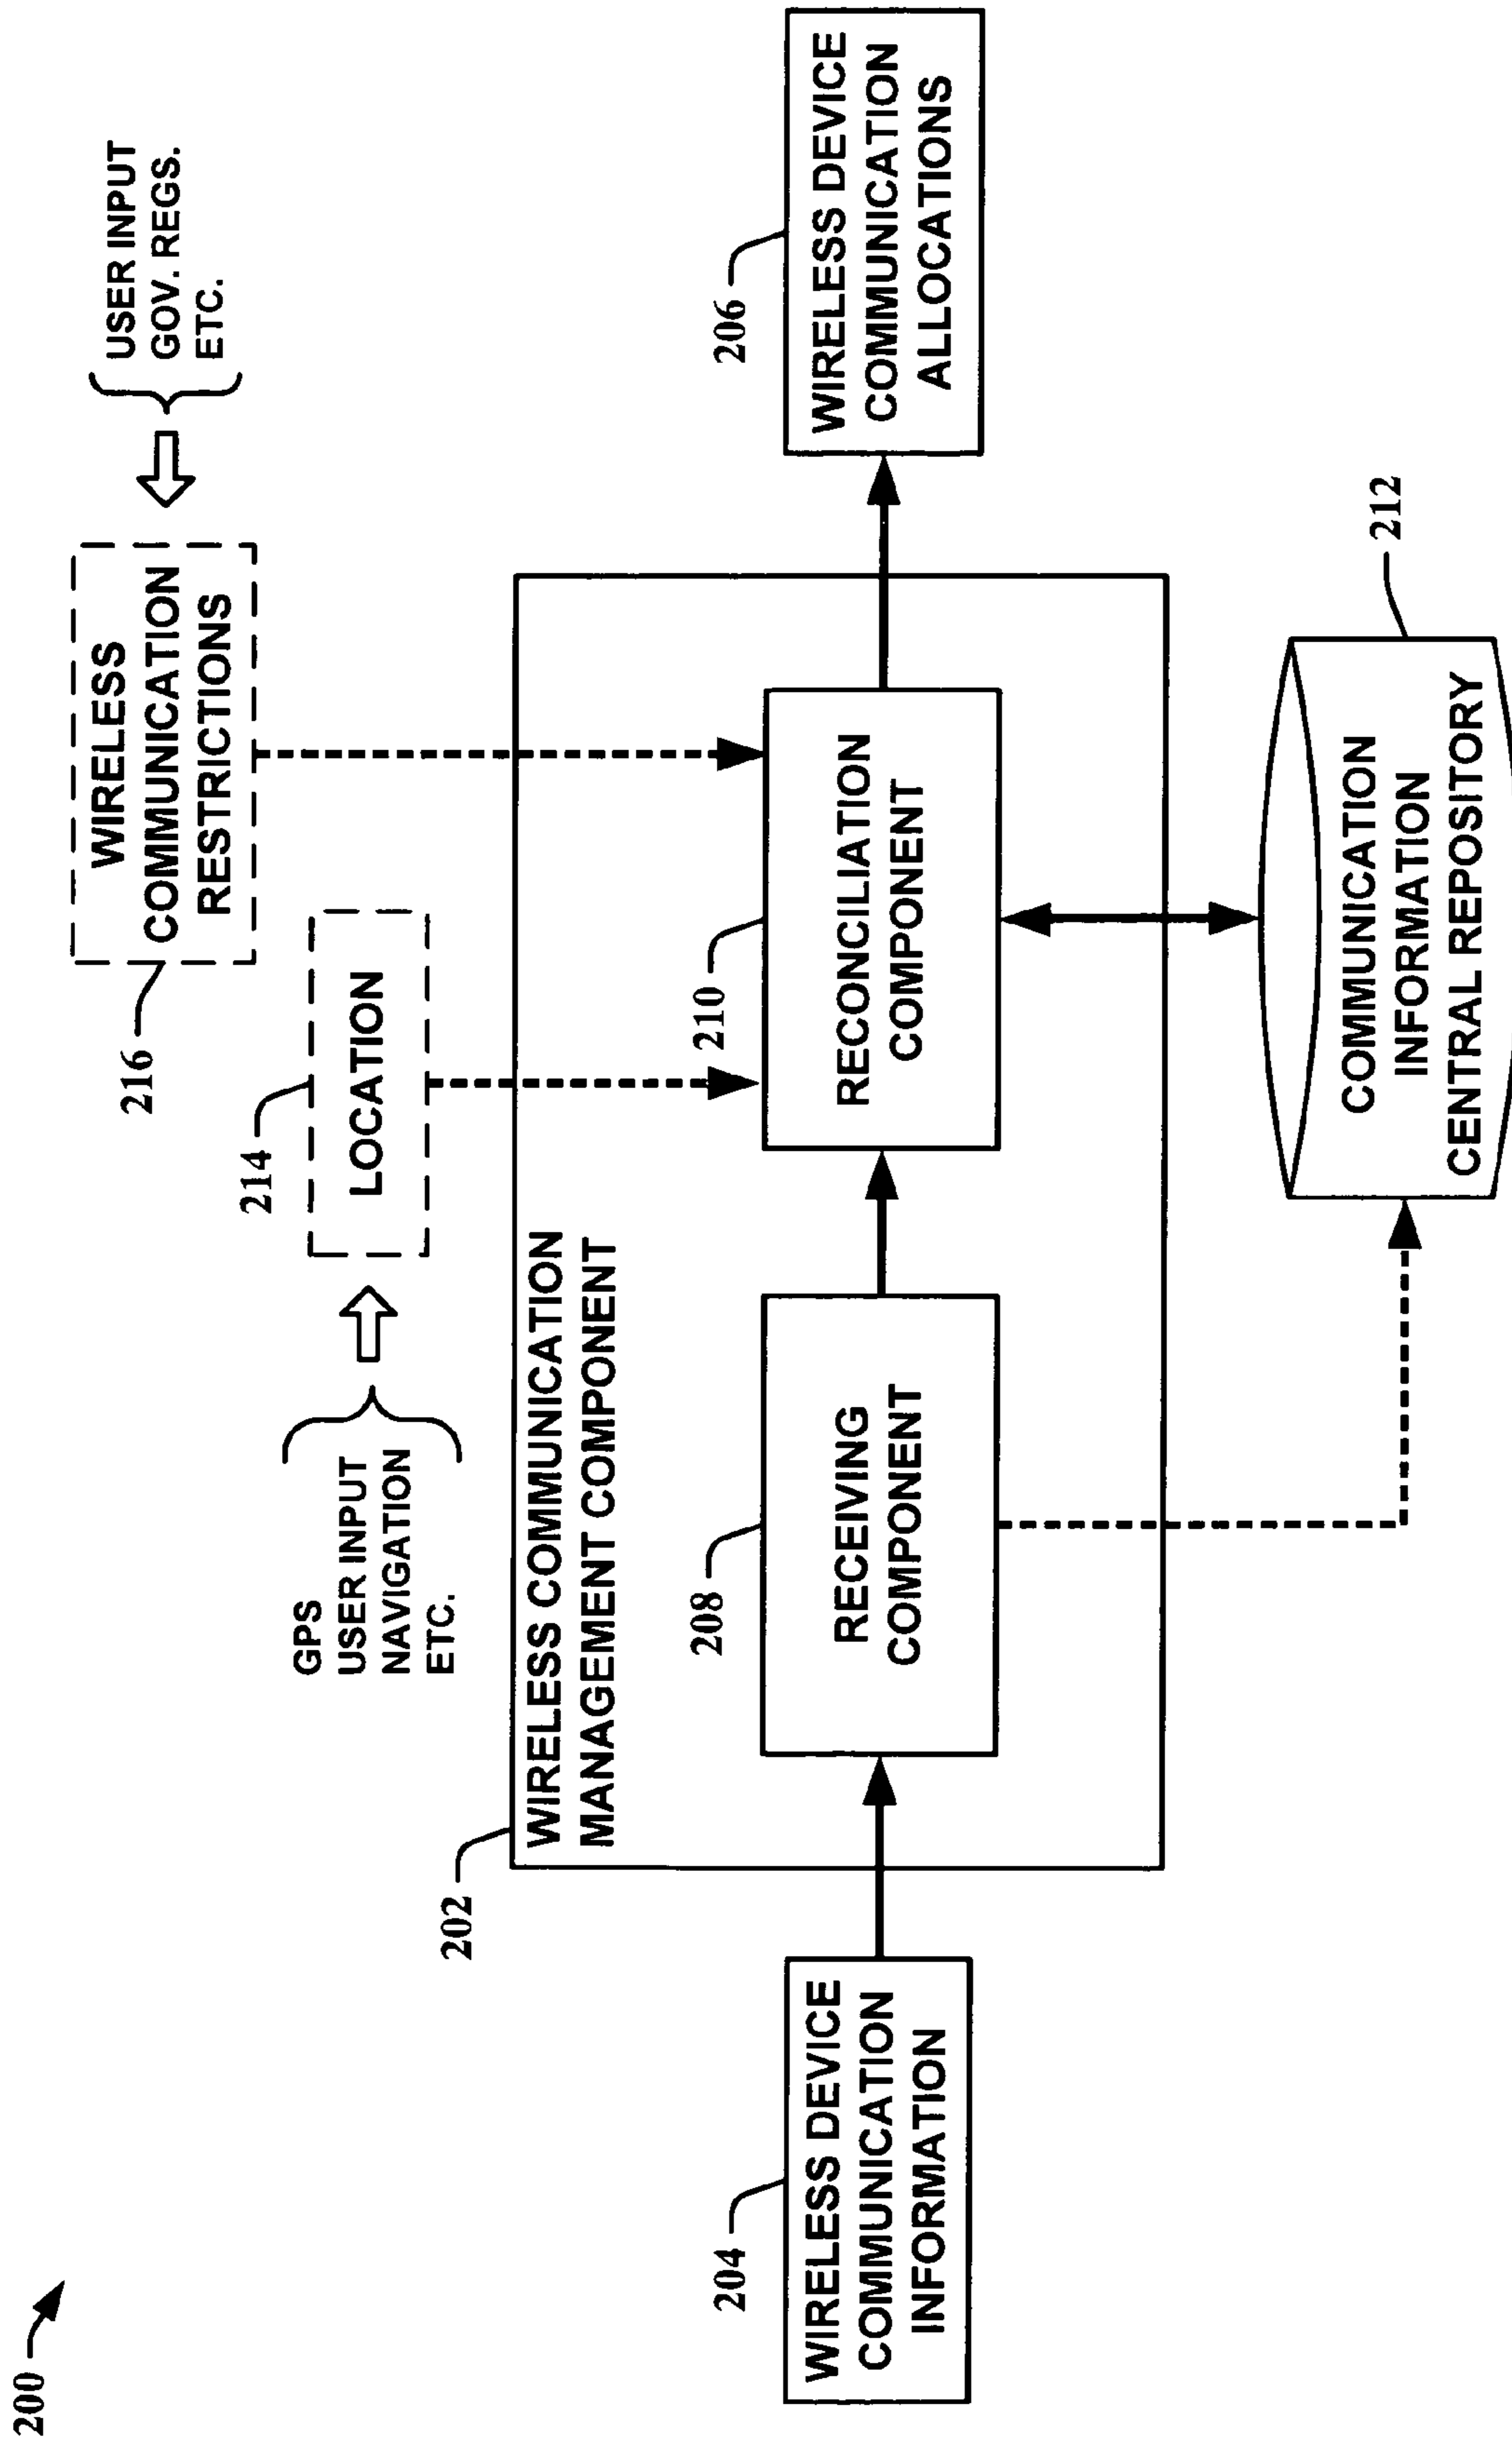 200
USER INPUT
GOV. REGS.
ETC.
WIRELESS
COMMUNICATION
RESTRICTIONS
216
GPS
USER INPUT
NAVIGATION
ETC.
214
LOCATION
202
WIRELESS COMMUNICATION
MANAGEMENT COMPONENT
204
WIRELESS DEVICE
COMMUNICATION
INFORMATION
208
RECEIVING
COMPONENT
210
RECONCILIATION
COMPONENT
206
WIRELESS DEVICE
COMMUNICATION
ALLOCATIONS
212
COMMUNICATION
INFORMATION
CENTRAL REPOSITORY